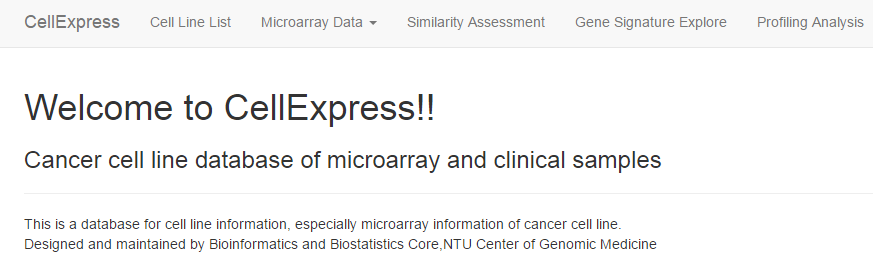 CellExpress Cell Line List Microarray Data Similarity Assessment Gene Signature Explore Profiling Analysis
Welcome to CellExpress!!
Cancer cell line database of microarray and clinical samples
This is a database for cell line information, especially microarray information of cancer cell line.
Designed and maintained by Bioinformatics and Biostatistics Core,NTU Center of Genomic Medicine